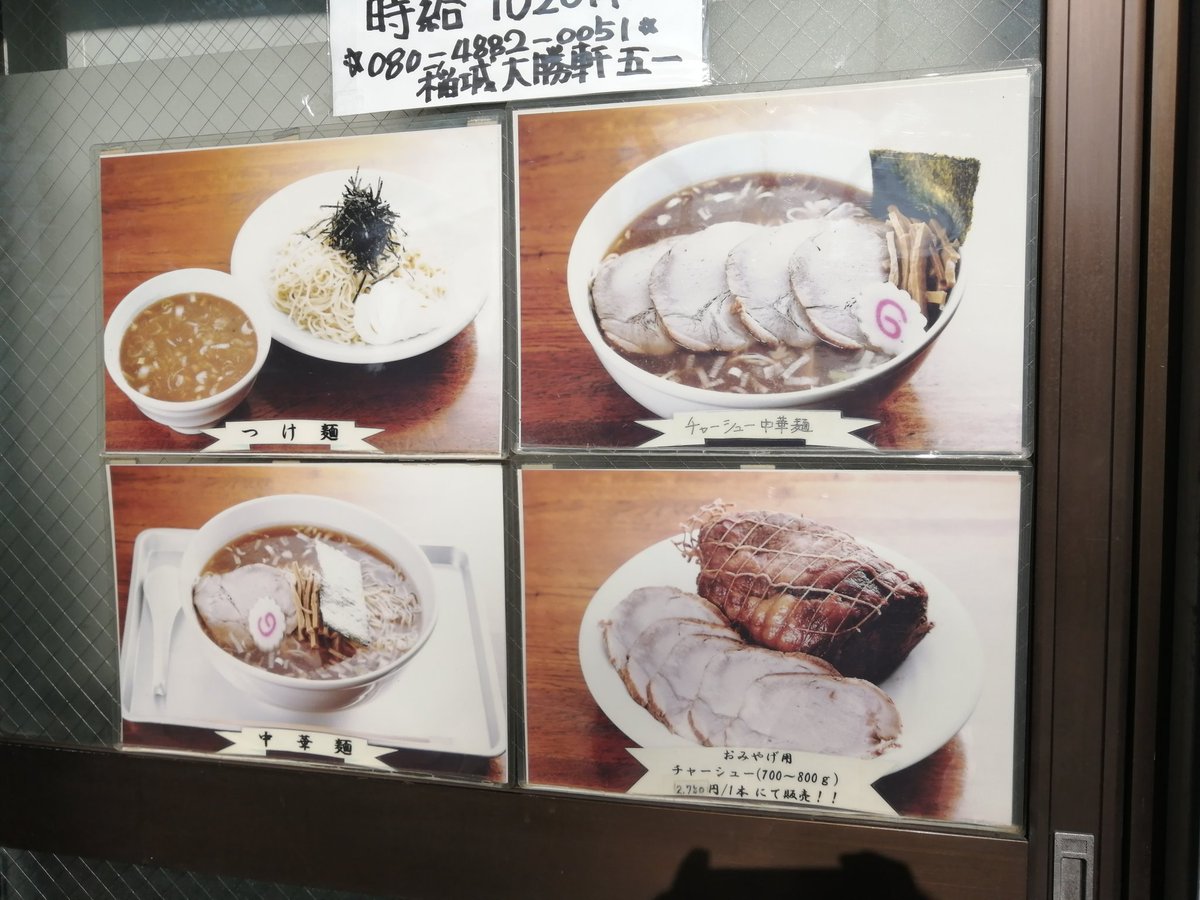 時給
*080-4882-0051*
稲城大勝軒五一
つけ麺
チャーシュー中華麺
中華麺
おみやげ用
チャーシュー(700〜800g)
2,750円/1本にて販売！！